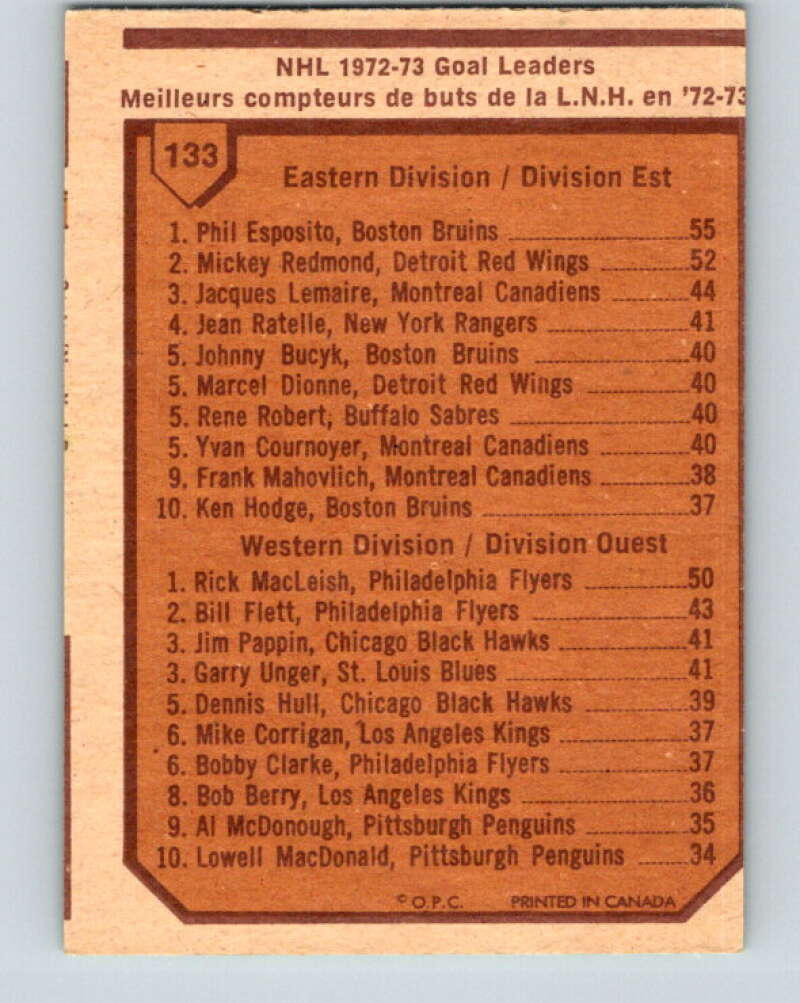 NHL 1972-73 Goal Leaders
Meilleurs compteurs de buts de la L.N.H. en '72-73
133
Eastern Division / Division Est
1. Phil Esposito, Boston Bruins 55
2. Mickey Redmond, Detroit Red Wings 52
3. Jacques Lemaire, Montreal Canadiens 44
4. Jean Ratelle, New York Rangers 41
5. Johnny Bucyk, Boston Bruins 40
5. Marcel Dionne, Detroit Red Wings 40
5. Rene Robert, Buffalo Sabres 40
5. Yvan Cournoyer, Montreal Canadiens 40
9. Frank Mahovlich, Montreal Canadiens 38
10. Ken Hodge, Boston Bruins 37
Western Division / Division Ouest
1. Rick MacLeish, Philadelphia Flyers 50
2. Bill Flett, Philadelphia Flyers 43
3. Jim Pappin, Chicago Black Hawks 41
3. Garry Unger, St. Louis Blues 41
5. Dennis Hull, Chicago Black Hawks 39
6. Mike Corrigan, Los Angeles Kings 37
6. Bobby Clarke, Philadelphia Flyers 37
8. Bob Berry, Los Angeles Kings 36
9. Al McDonough, Pittsburgh Penguins 35
10. Lowell MacDonald, Pittsburgh Penguins 34
© O.P.C. PRINTED IN CANADA